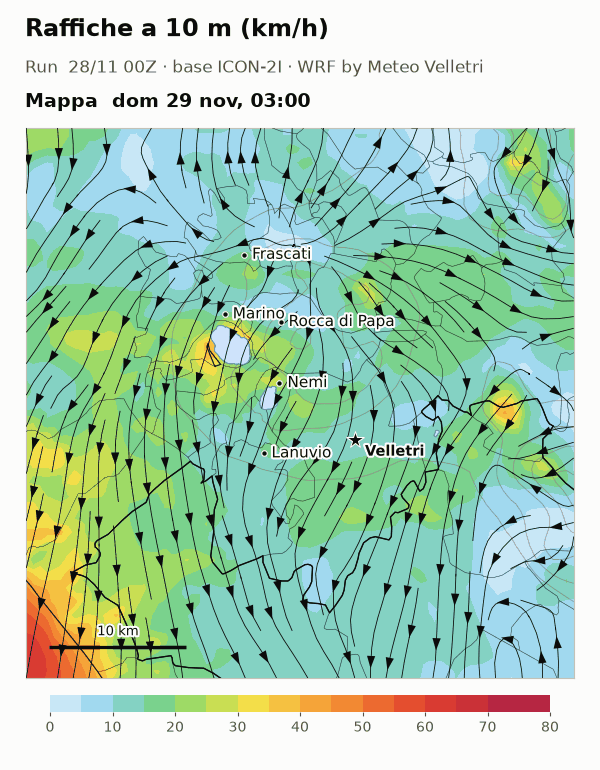 Raffiche a 10 m (km/h)
Run  28/11 00Z · base ICON-2I · WRF by Meteo Velletri
Mappa  dom 29 nov, 03:00
Frascati
Marino
Rocca di Papa
Nemi
Velletri
Lanuvio
10 km
0 10 20 30 40 50 60 70 80